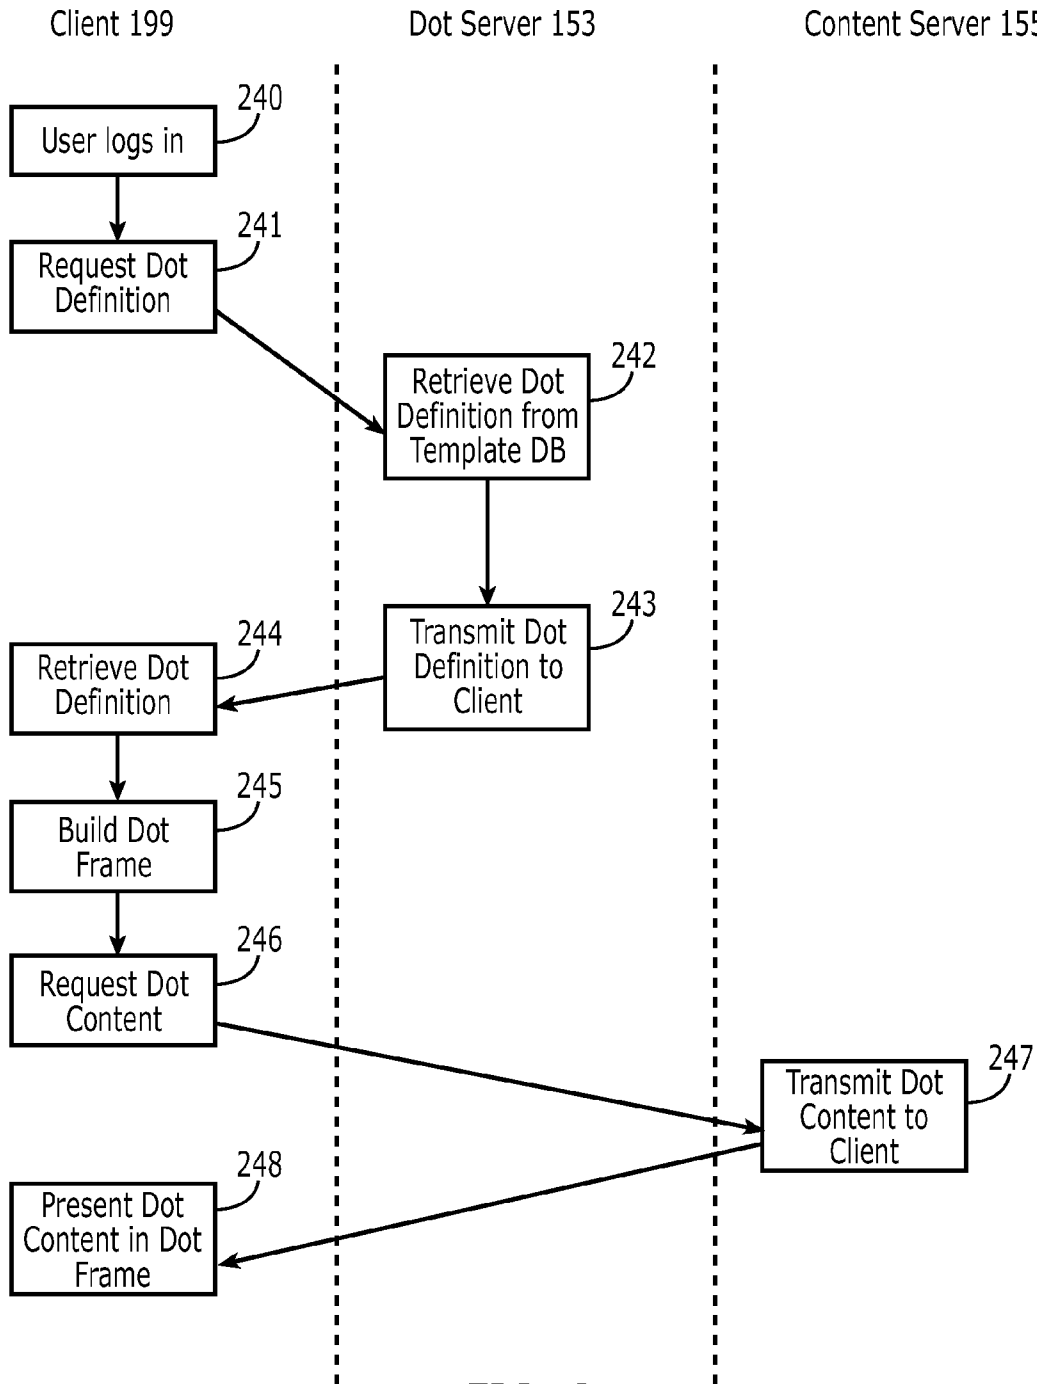 Client 199
Dot Server 153
Content Server 155
240
User logs in
241
Request Dot
Definition
242
Retrieve Dot
Definition from
Template DB
243
Transmit Dot
Definition to
Client
244
Retrieve Dot
Definition
245
Build Dot
Frame
246
Request Dot
Content
247
Transmit Dot
Content to
Client
248
Present Dot
Content in Dot
Frame